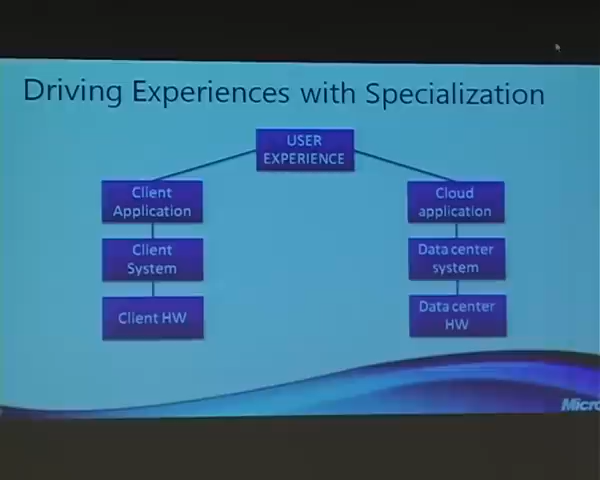 Driving Experiences with Specialization
USER
EXPERIENCE
Client
Application
Client
System
Client HW
Cloud
application
Data center
system
Data center
HW